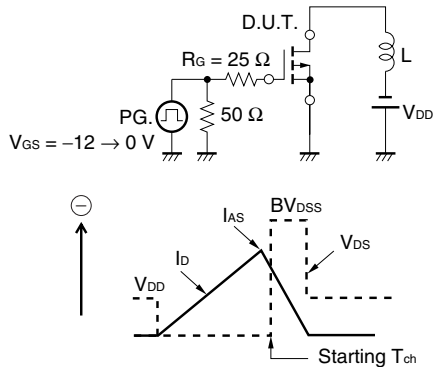 D.U.T.
RG = 25 Ω
L
PG.
50 Ω
VDD
VGS = −12 → 0 V
−
BVDSS
IAS
VDS
ID
VDD
Starting Tch